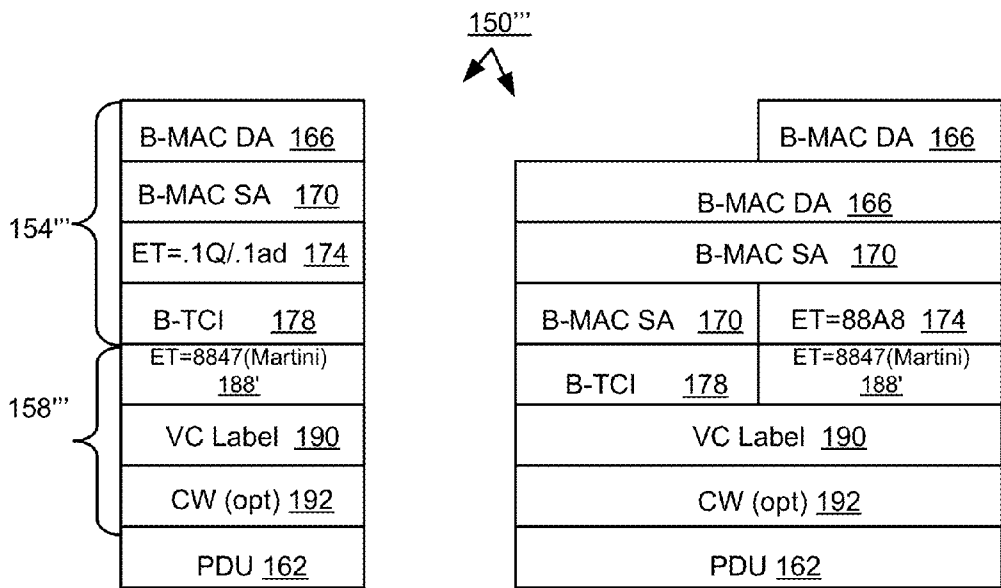 150'''
154'''
158'''
B-MAC DA 166
B-MAC SA 170
ET=.1Q/.1ad 174
B-TCI 178
ET=8847(Martini)
188'
VC Label 190
CW (opt) 192
PDU 162
B-MAC DA 166
B-MAC DA 166
B-MAC SA 170
B-MAC SA 170 ET=88A8 174
B-TCI 178
ET=8847(Martini)
188'
VC Label 190
CW (opt) 192
PDU 162